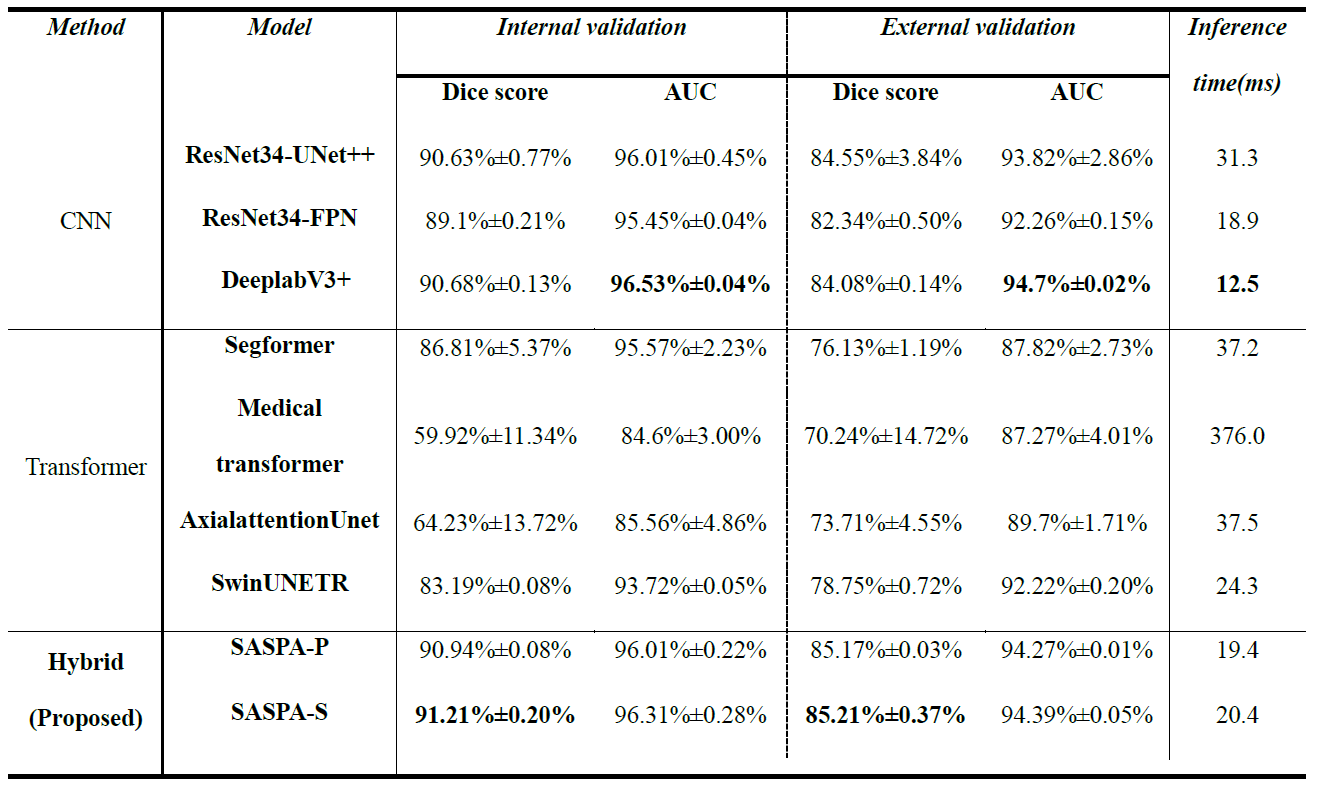 Method Model Internal validation External validation Inference
time(ms)
Dice score AUC Dice score AUC
ResNet34-UNet++ 90.63%±0.77% 96.01%±0.45% 84.55%±3.84% 93.82%±2.86% 31.3
CNN ResNet34-FPN 89.1%±0.21% 95.45%±0.04% 82.34%±0.50% 92.26%±0.15% 18.9
DeeplabV3+ 90.68%±0.13% 96.53%±0.04% 84.08%±0.14% 94.7%±0.02% 12.5
Segformer 86.81%±5.37% 95.57%±2.23% 76.13%±1.19% 87.82%±2.73% 37.2
Medical
59.92%±11.34% 84.6%±3.00% 70.24%±14.72% 87.27%±4.01% 376.0
Transformer transformer
AxialattentionUnet 64.23%±13.72% 85.56%±4.86% 73.71%±4.55% 89.7%±1.71% 37.5
SwinUNETR 83.19%±0.08% 93.72%±0.05% 78.75%±0.72% 92.22%±0.20% 24.3
Hybrid SASPA-P 90.94%±0.08% 96.01%±0.22% 85.17%±0.03% 94.27%±0.01% 19.4
(Proposed) SASPA-S 91.21%±0.20% 96.31%±0.28% 85.21%±0.37% 94.39%±0.05% 20.4